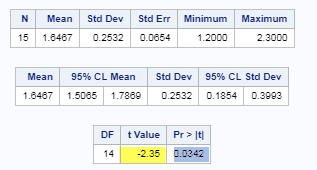 N Mean Std Dev Std Err Minimum Maximum
15 1.6467 0.2532 0.0654 1.2000 2.3000
Mean 95% CL Mean Std Dev 95% CL Std Dev
1.6467 1.5065 1.7869 0.2532 0.1854 0.3993
DF t Value Pr > |t|
14 -2.35 0.0342